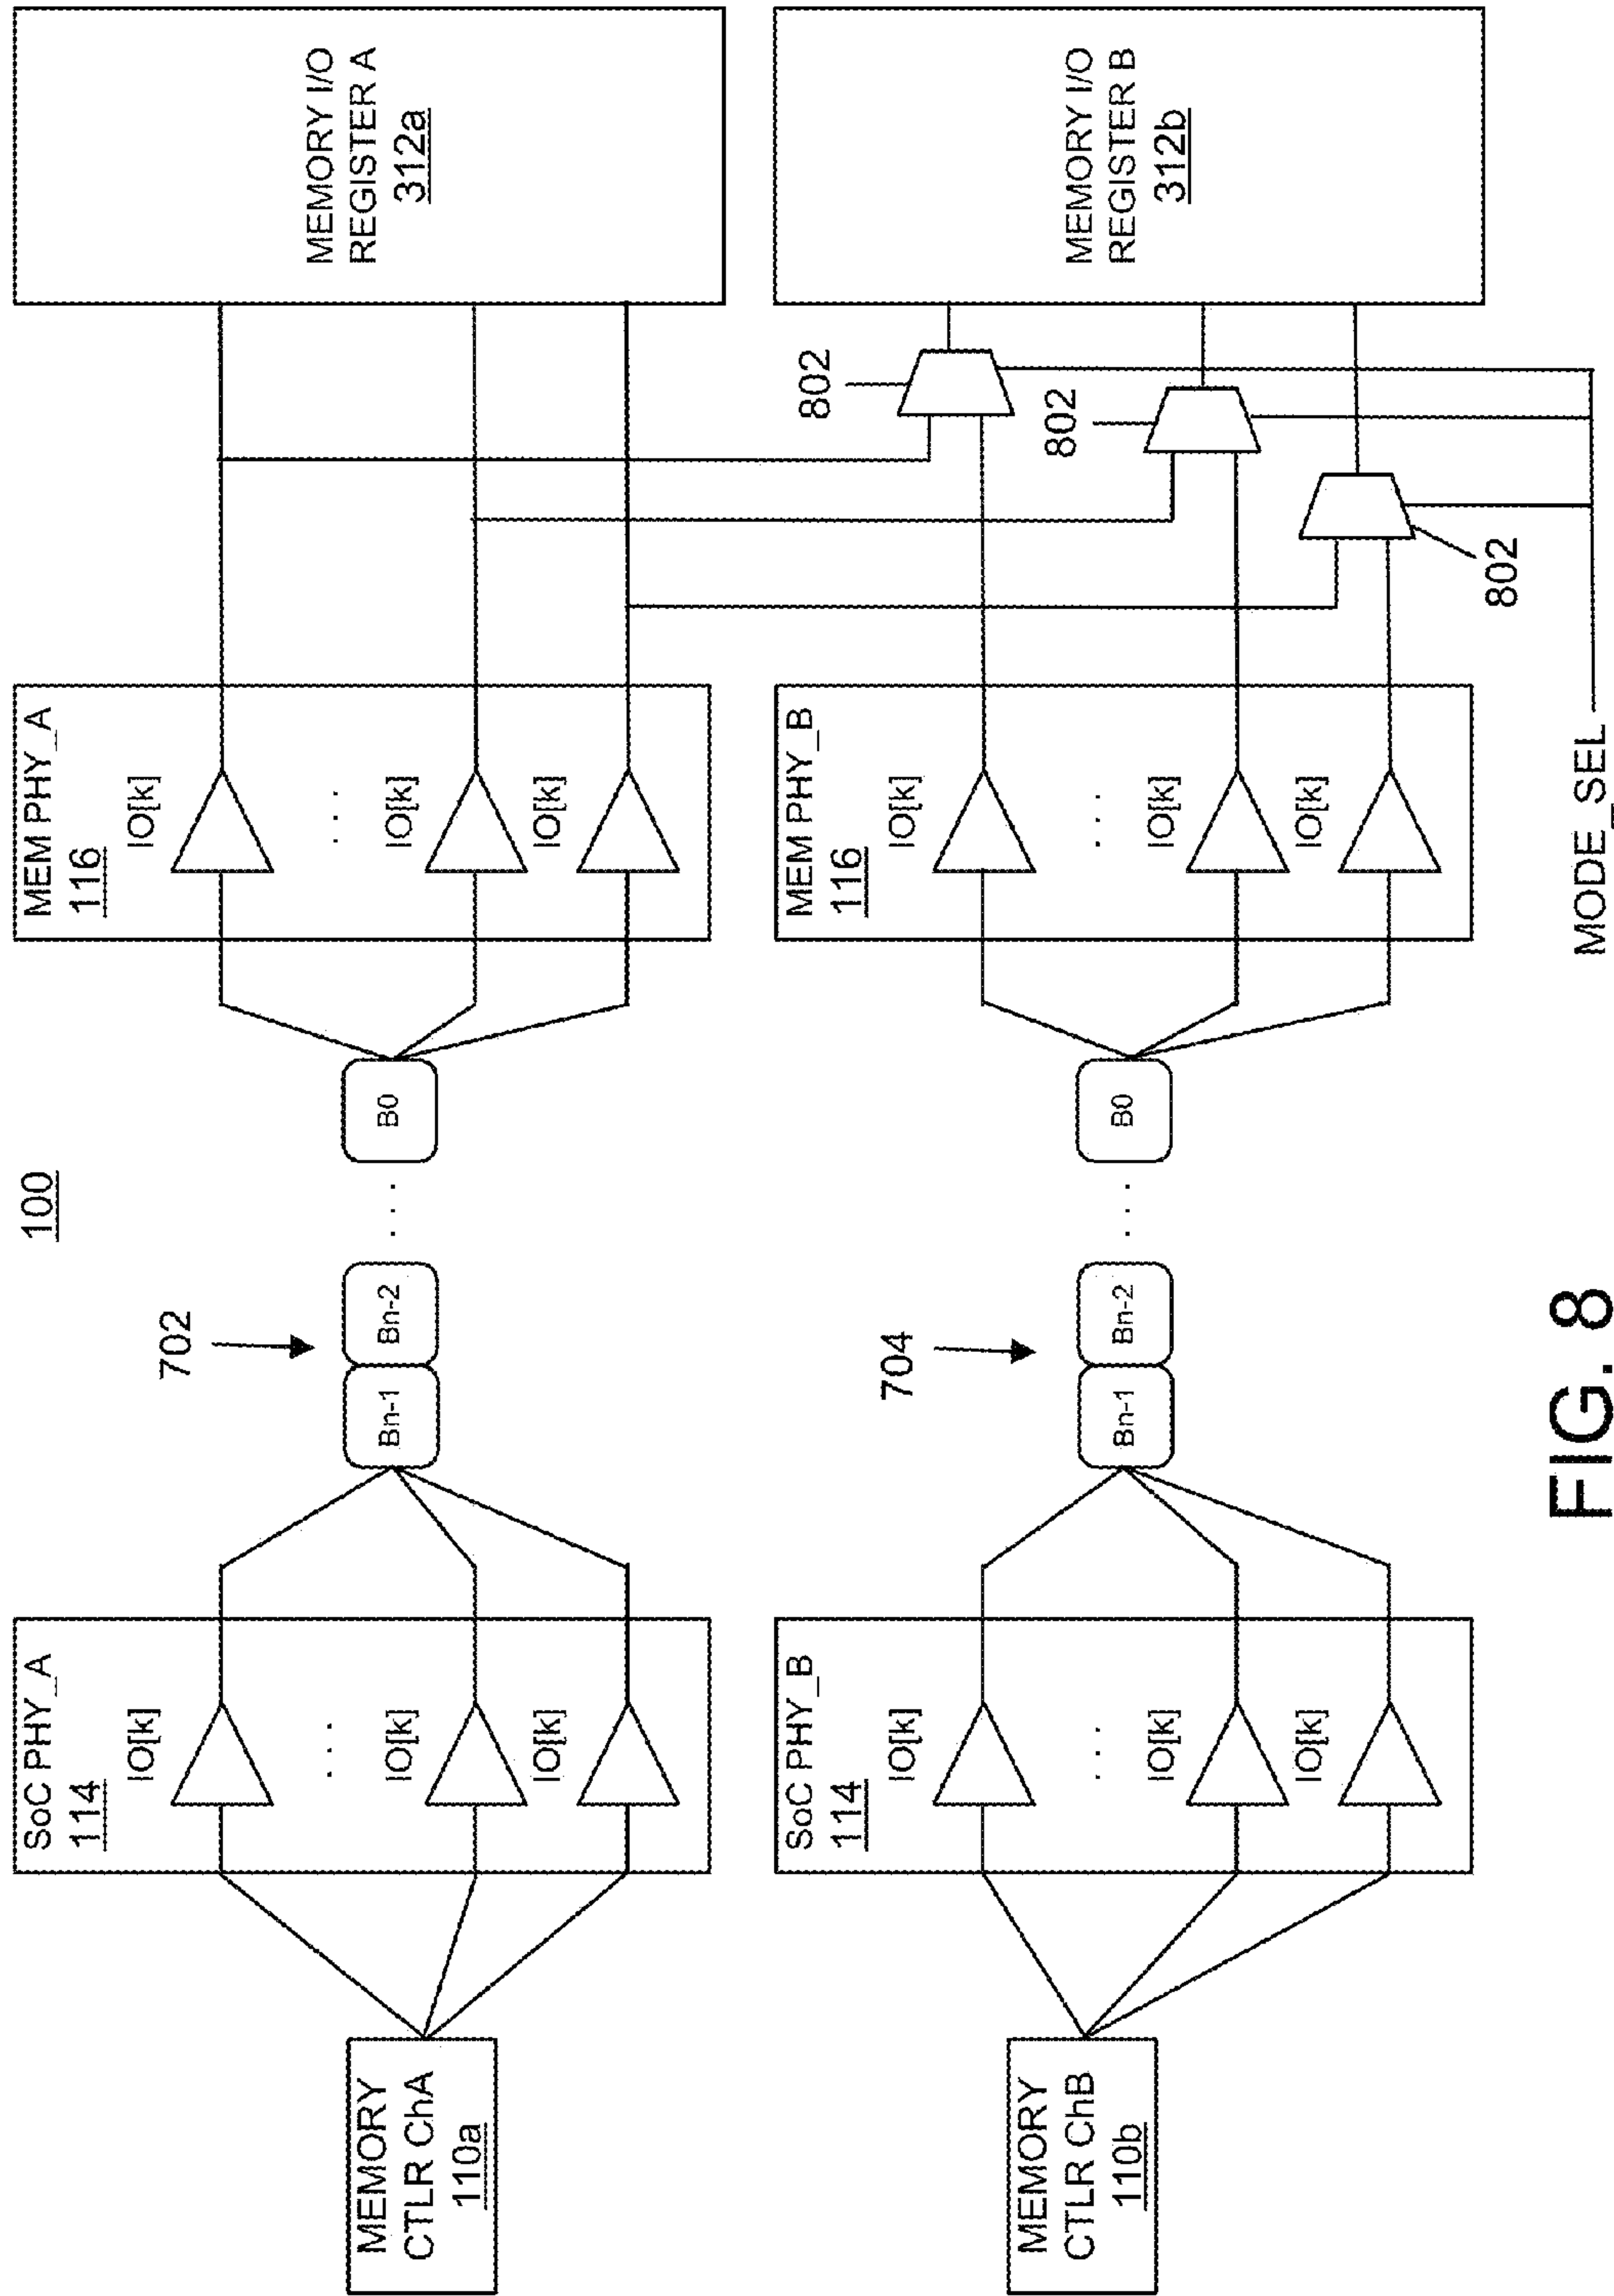 100
MEMORY
CTLR ChA
110a
SoC PHY_A
114
IO[k]
. . .
IO[k]
IO[k]
702
Bn-1
Bn-2
. . . .
B0
MEM PHY_A
116
IO[k]
. . .
IO[k]
IO[k]
MEMORY I/O
REGISTER A
312a
MEMORY
CTLR ChB
110b
SoC PHY_B
114
IO[k]
. . .
IO[k]
IO[k]
704
Bn-1
Bn-2
. . . .
B0
MEM PHY_B
116
IO[k]
. . .
IO[k]
IO[k]
802
802
802
MEMORY I/O
REGISTER B
312b
MODE_SEL
FIG. 8